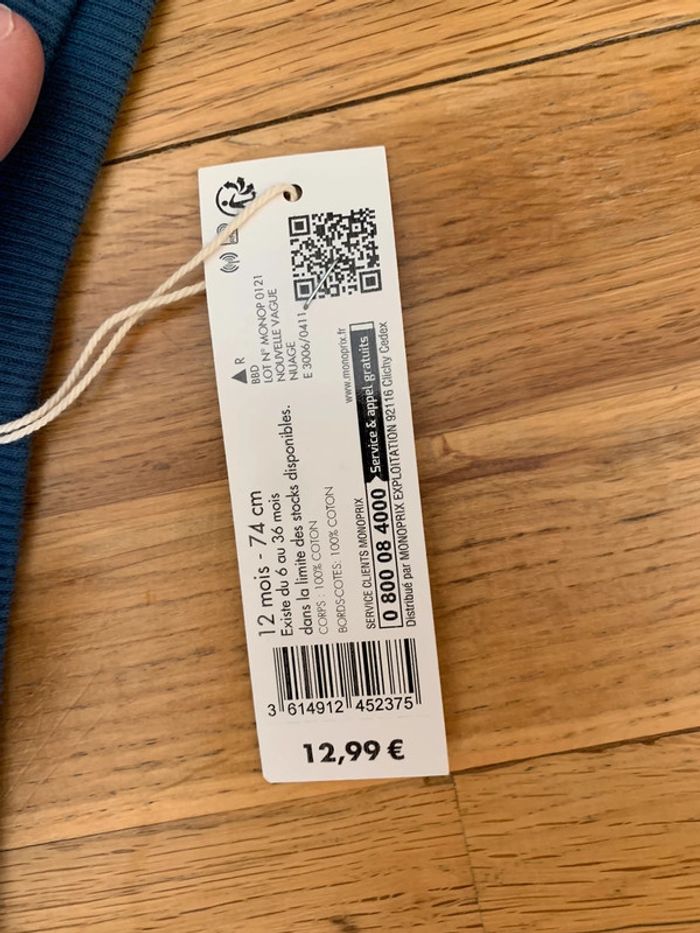 ▲ R
BBD
LOT N° MONOP 0121
NOUVELLE VAGUE
NUAGE
E 3006/0411
12 mois - 74 cm
Existe du 6 au 36 mois
dans la limite des stocks disponibles.
CORPS : 100% COTON
BORDS-COTES: 100% COTON
www.monoprix.fr
SERVICE CLIENTS MONOPRIX
0 800 08 4000 Service & appel gratuits
Distribué par MONOPRIX EXPLOITATION 92116 Clichy Cedex
3 614912 452375
12,99 €